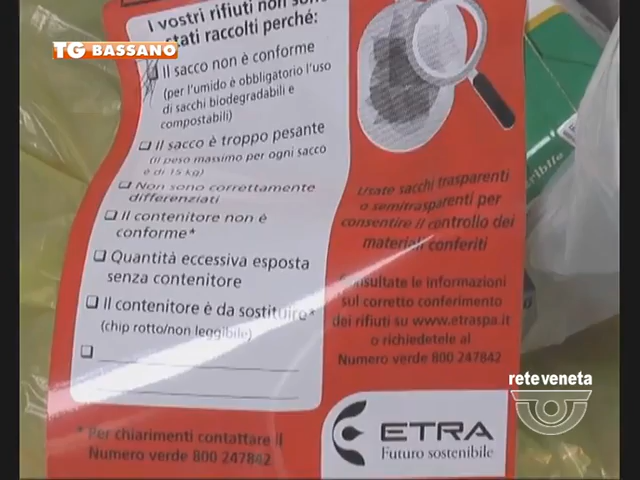 I vostri rifiuti non sono
stati raccolti perché:
TG BASSANO
❑ Il sacco non è conforme
(per l'umido è obbligatorio l'uso
di sacchi biodegradabili e
compostabili)
❑ Il sacco è troppo pesante
(il peso massimo per ogni sacco
è di 15 kg)
❑ Non sono correttamente
differenziati
❑ Il contenitore non è
conforme*
❑ Quantità eccessiva esposta
senza contenitore
❑ Il contenitore è da sostituire*
(chip rotto/non leggibile)
❑
* Per chiarimenti contattare il
Numero verde 800 247842
Usate sacchi trasparenti
o semitrasparenti per
consentire il controllo dei
materiali conferiti
Consultate le informazioni
sul corretto conferimento
dei rifiuti su www.etraspa.it
o richiedetele al
Numero verde 800 247842
ETRA
Futuro sostenibile
rete veneta